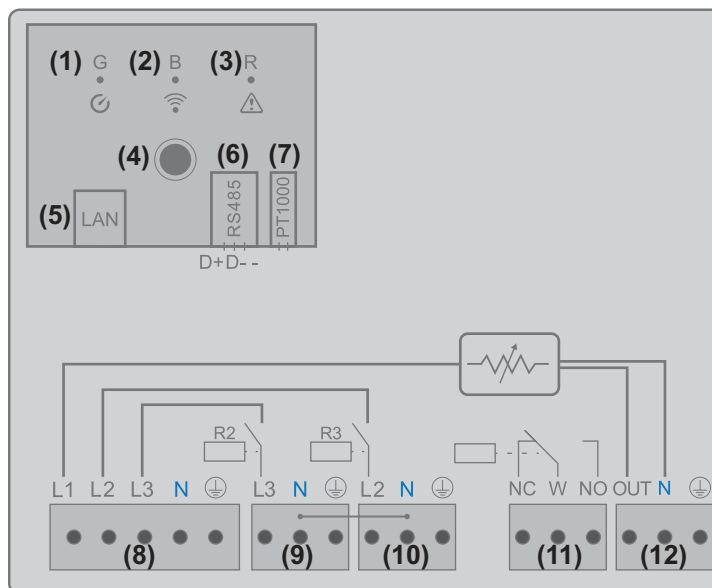 (1) G (2) B (3) R
(4) (6) (7)
(5) LAN RS485 PT1000
D+D- -
R2 R3
L1 L2 L3 N L3 N L2 N NC W NO OUT N
(8) (9) (10) (11) (12)